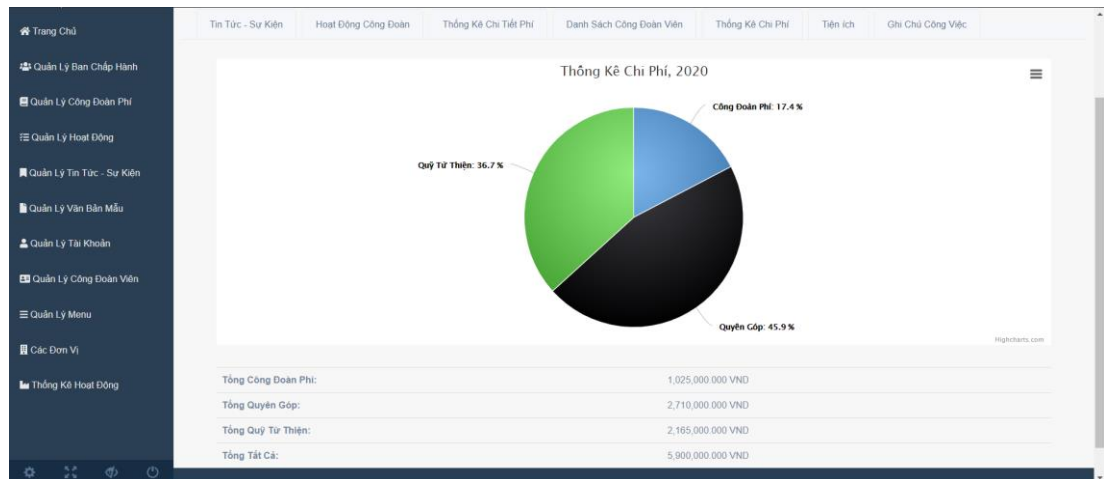 Trang Chủ
Quản Lý Ban Chấp Hành
Quản Lý Công Đoàn Phí
Quản Lý Hoạt Động
Quản Lý Tin Tức - Sự Kiện
Quản Lý Văn Bản Mẫu
Quản Lý Tài Khoản
Quản Lý Công Đoàn Viên
Quản Lý Menu
Các Đơn Vị
Thống Kê Hoạt Động
Tin Tức - Sự Kiện
Hoạt Động Công Đoàn
Thống Kê Chi Tiết Phí
Danh Sách Công Đoàn Viên
Thống Kê Chi Phí
Tiện ích
Ghi Chú Công Việc
Thống Kê Chi Phí, 2020
Công Đoàn Phí: 17.4 %
Quỹ Từ Thiện: 36.7 %
Quyên Góp: 45.9 %
Highcharts.com
Tổng Công Đoàn Phí: 1,025,000.000 VND
Tổng Quyên Góp: 2,710,000.000 VND
Tổng Quỹ Từ Thiện: 2,165,000.000 VND
Tổng Tất Cả: 5,900,000.000 VND